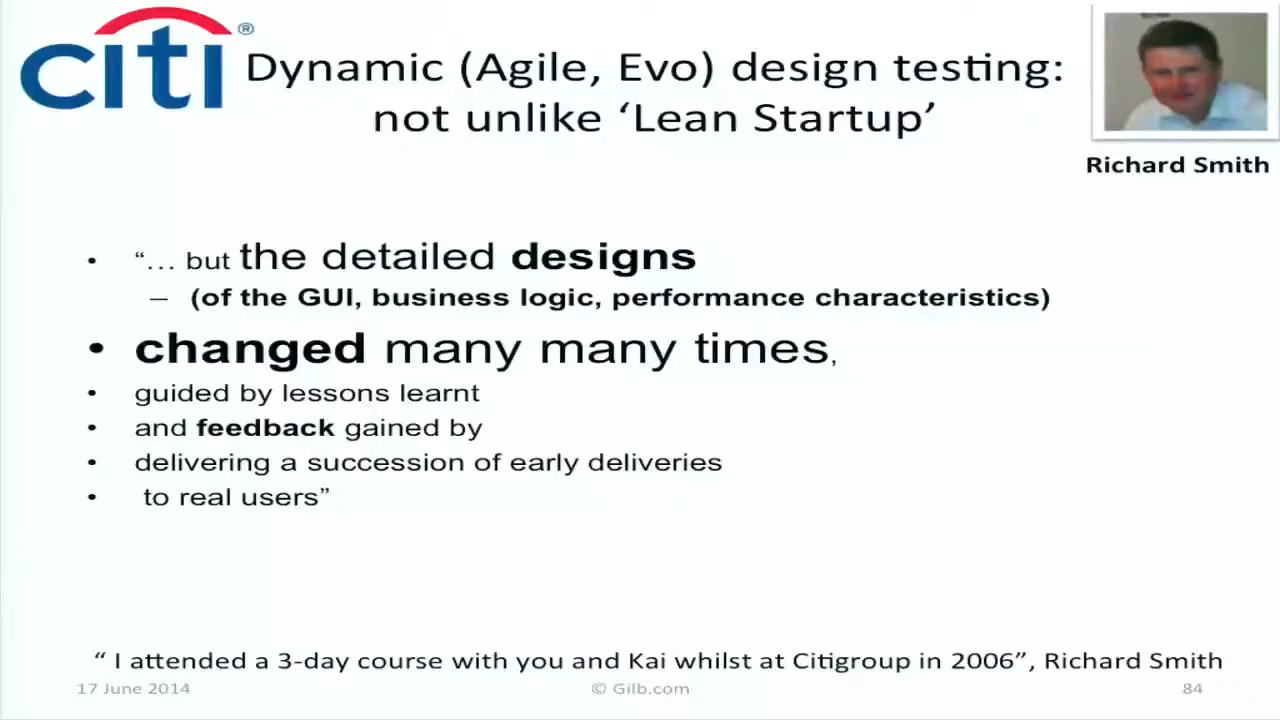 citi®
Dynamic (Agile, Evo) design testing:
not unlike ‘Lean Startup’
Richard Smith
• “… but the detailed designs
– (of the GUI, business logic, performance characteristics)
• changed many many times,
• guided by lessons learnt
• and feedback gained by
• delivering a succession of early deliveries
• to real users”
“ I attended a 3-day course with you and Kai whilst at Citigroup in 2006”, Richard Smith
17 June 2014
© Gilb.com
84